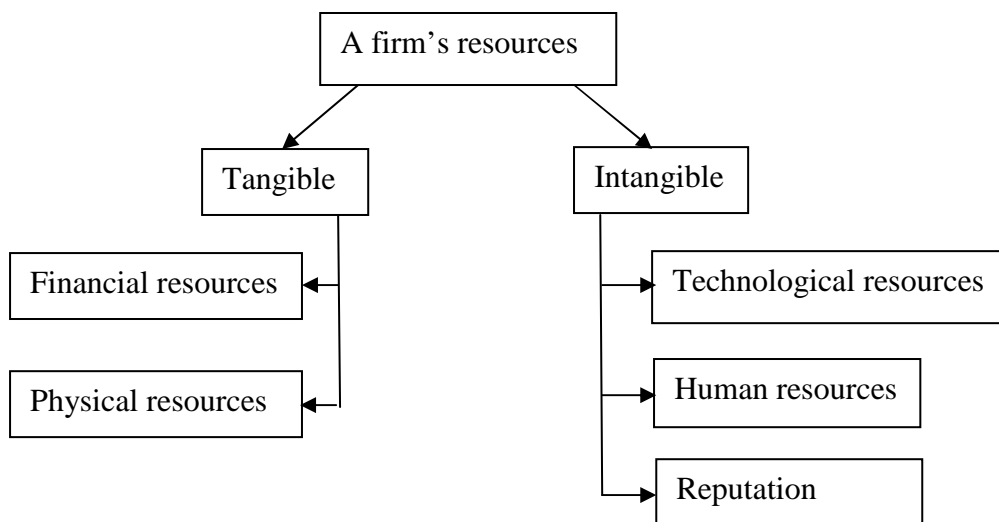 A firm’s resources
Tangible
Intangible
Financial resources
Technological resources
Physical resources
Human resources
Reputation